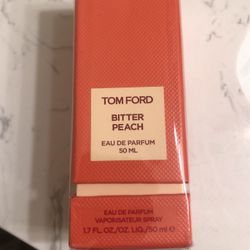 TOM FORD
BITTER
PEACH
EAU DE PARFUM
50 ML
EAU DE PARFUM
VAPORISATEUR SPRAY
1.7 FL. OZ./OZ. LIQ./50 ml ℮